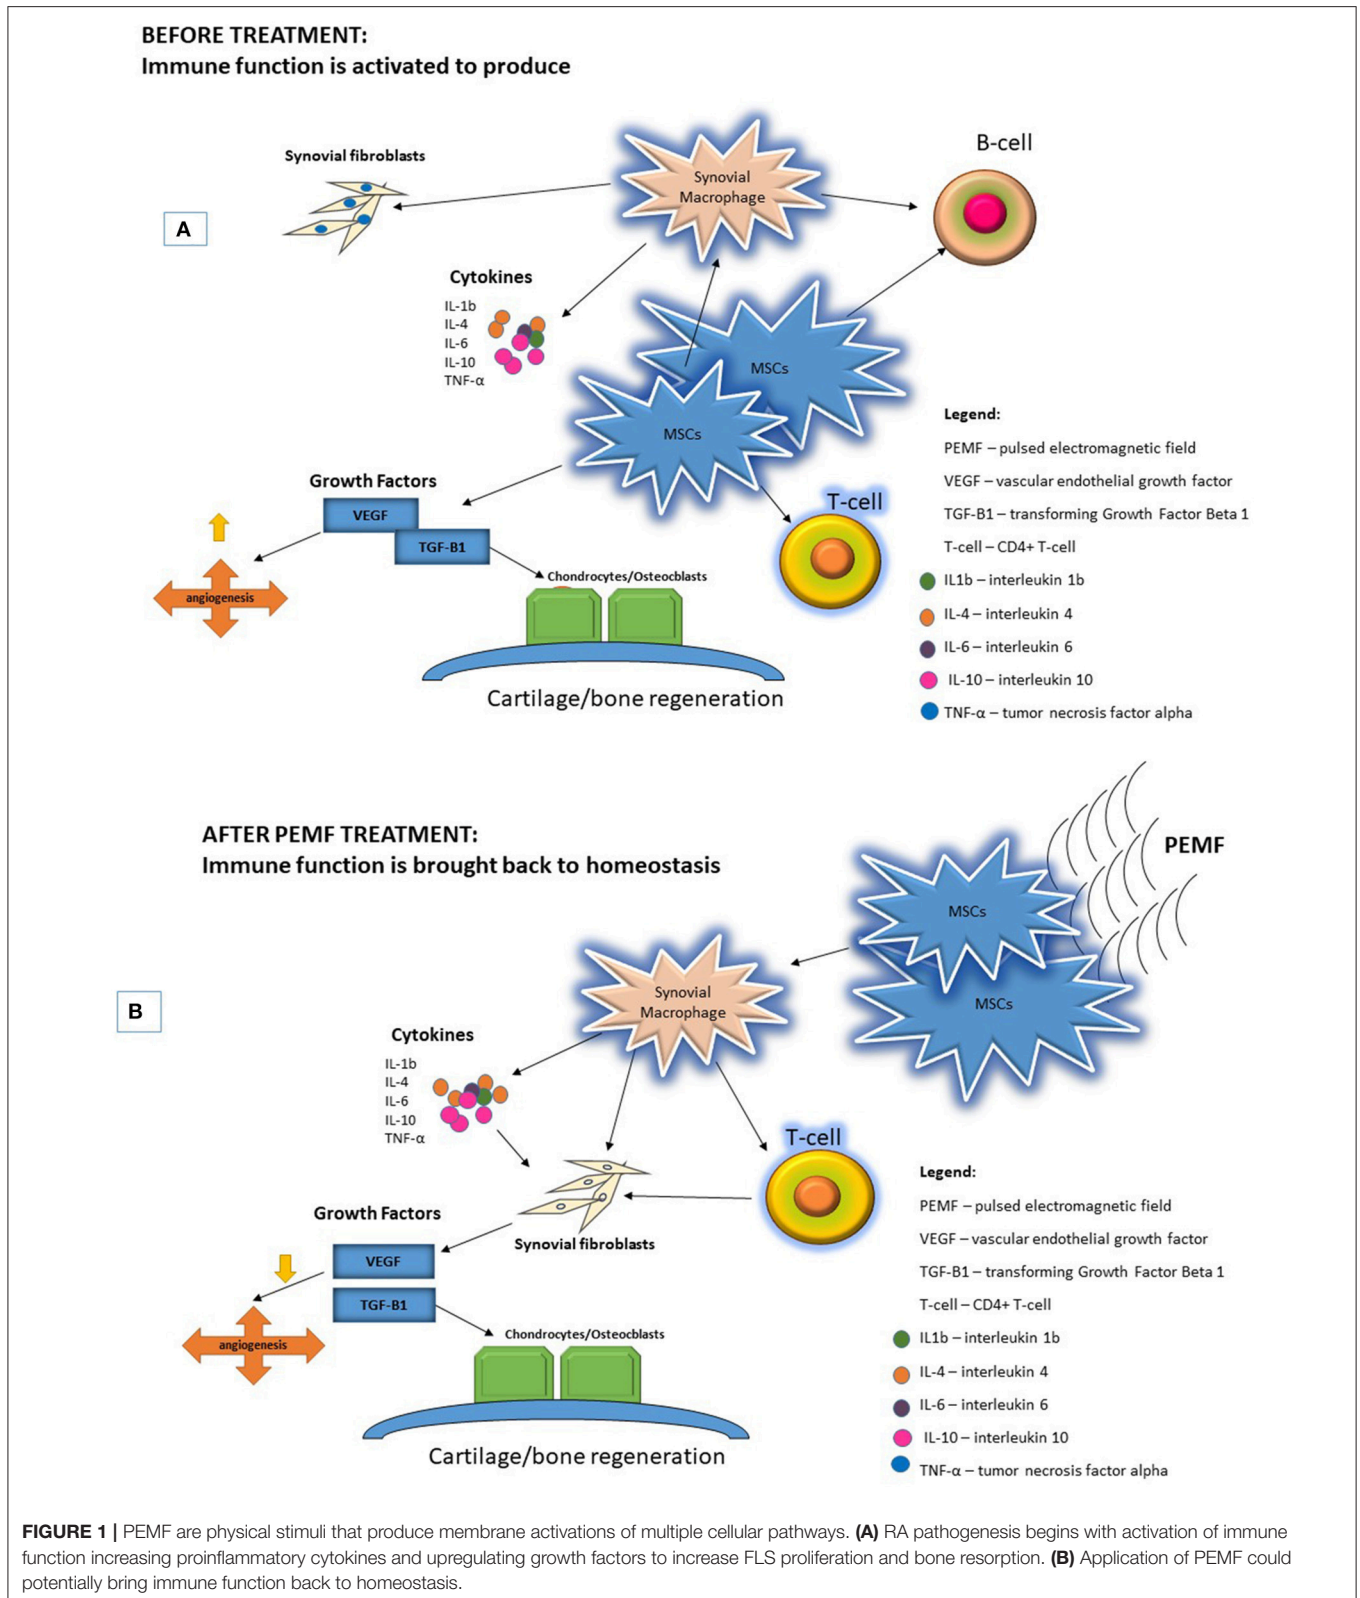 BEFORE TREATMENT:
Immune function is activated to produce
Synovial fibroblasts
Synovial
Macrophage
B-cell
A
Cytokines
IL-1b
IL-4
IL-6
IL-10
TNF-α
MSCs
MSCs
Growth Factors
VEGF
TGF-B1
angiogenesis
Chondrocytes/Osteocblasts
Cartilage/bone regeneration
T-cell
Legend:
PEMF – pulsed electromagnetic field
VEGF – vascular endothelial growth factor
TGF-B1 – transforming Growth Factor Beta 1
T-cell – CD4+ T-cell
IL1b – interleukin 1b
IL-4 – interleukin 4
IL-6 – interleukin 6
IL-10 – interleukin 10
TNF-α – tumor necrosis factor alpha
AFTER PEMF TREATMENT:
Immune function is brought back to homeostasis
PEMF
MSCs
MSCs
Synovial
Macrophage
B
Cytokines
IL-1b
IL-4
IL-6
IL-10
TNF-α
T-cell
Synovial fibroblasts
Growth Factors
VEGF
TGF-B1
angiogenesis
Chondrocytes/Osteocblasts
Cartilage/bone regeneration
Legend:
PEMF – pulsed electromagnetic field
VEGF – vascular endothelial growth factor
TGF-B1 – transforming Growth Factor Beta 1
T-cell – CD4+ T-cell
IL1b – interleukin 1b
IL-4 – interleukin 4
IL-6 – interleukin 6
IL-10 – interleukin 10
TNF-α – tumor necrosis factor alpha
FIGURE 1 | PEMF are physical stimuli that produce membrane activations of multiple cellular pathways. (A) RA pathogenesis begins with activation of immune
function increasing proinflammatory cytokines and upregulating growth factors to increase FLS proliferation and bone resorption. (B) Application of PEMF could
potentially bring immune function back to homeostasis.